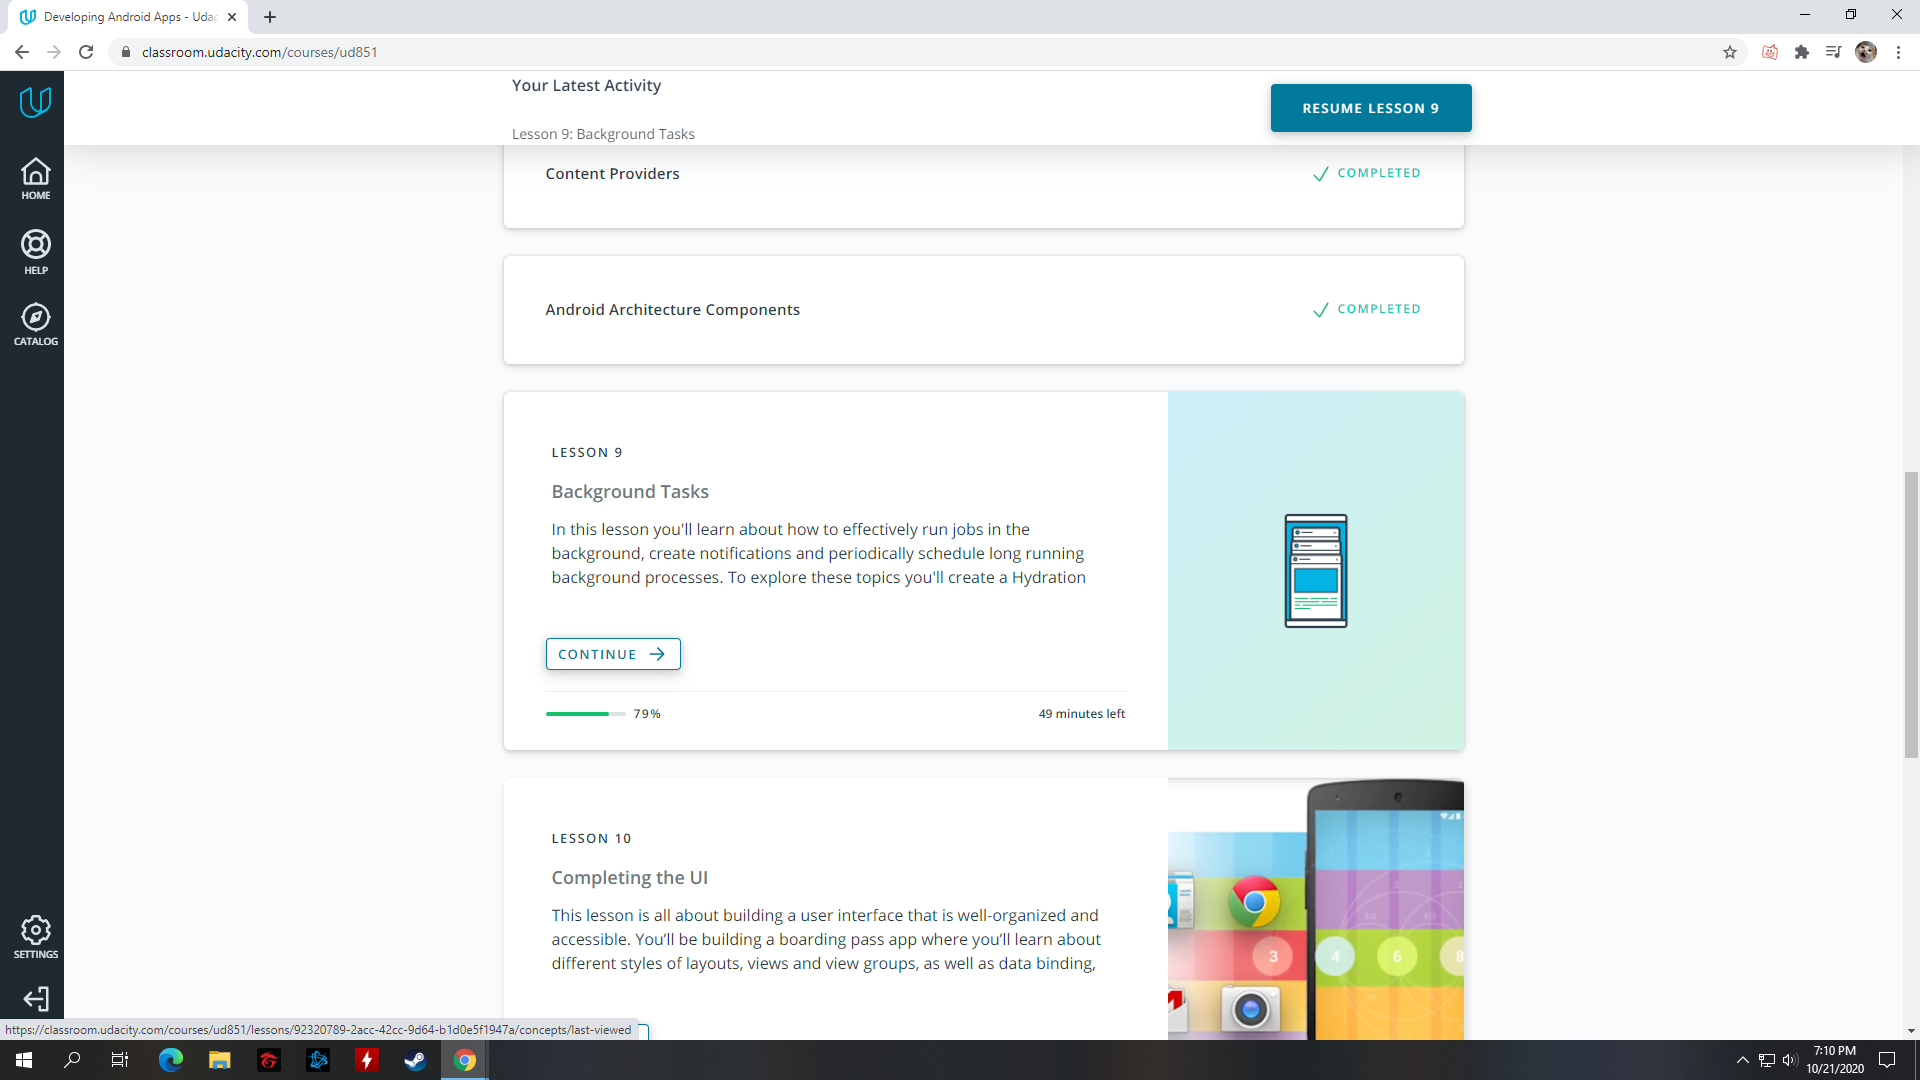 Developing Android Apps - Udac
classroom.udacity.com/courses/ud851
Your Latest Activity
RESUME LESSON 9
Lesson 9: Background Tasks
HOME
HELP
CATALOG
SETTINGS
Content Providers
COMPLETED
Android Architecture Components
COMPLETED
LESSON 9
Background Tasks
In this lesson you'll learn about how to effectively run jobs in the
background, create notifications and periodically schedule long running
background processes. To explore these topics you'll create a Hydration
CONTINUE
79%
49 minutes left
LESSON 10
Completing the UI
This lesson is all about building a user interface that is well-organized and
accessible. You’ll be building a boarding pass app where you’ll learn about
different styles of layouts, views and view groups, as well as data binding,
3
4
6
8
https://classroom.udacity.com/courses/ud851/lessons/92320789-2acc-42cc-9d64-b1d0e5f1947a/concepts/last-viewed
7:10 PM
10/21/2020